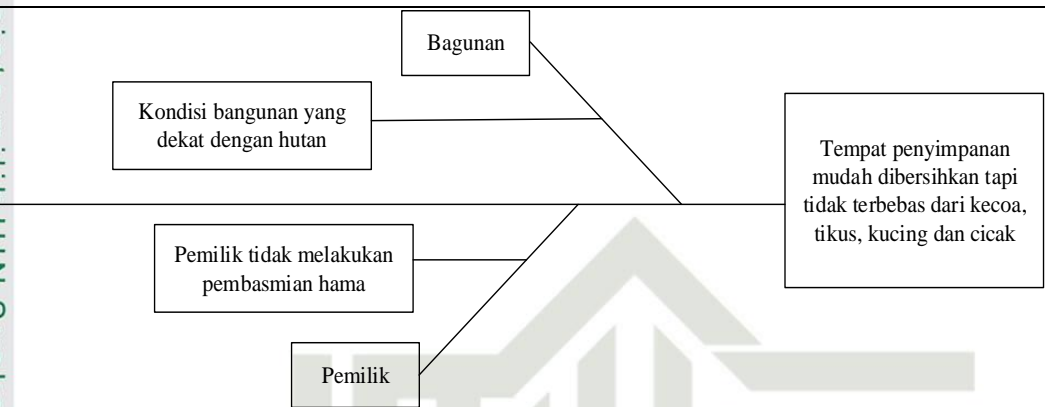 Bagunan
Kondisi bangunan yang
dekat dengan hutan
Tempat penyimpanan
mudah dibersihkan tapi
tidak terbebas dari kecoa,
tikus, kucing dan cicak
Pemilik tidak melakukan
pembasmian hama
Pemilik